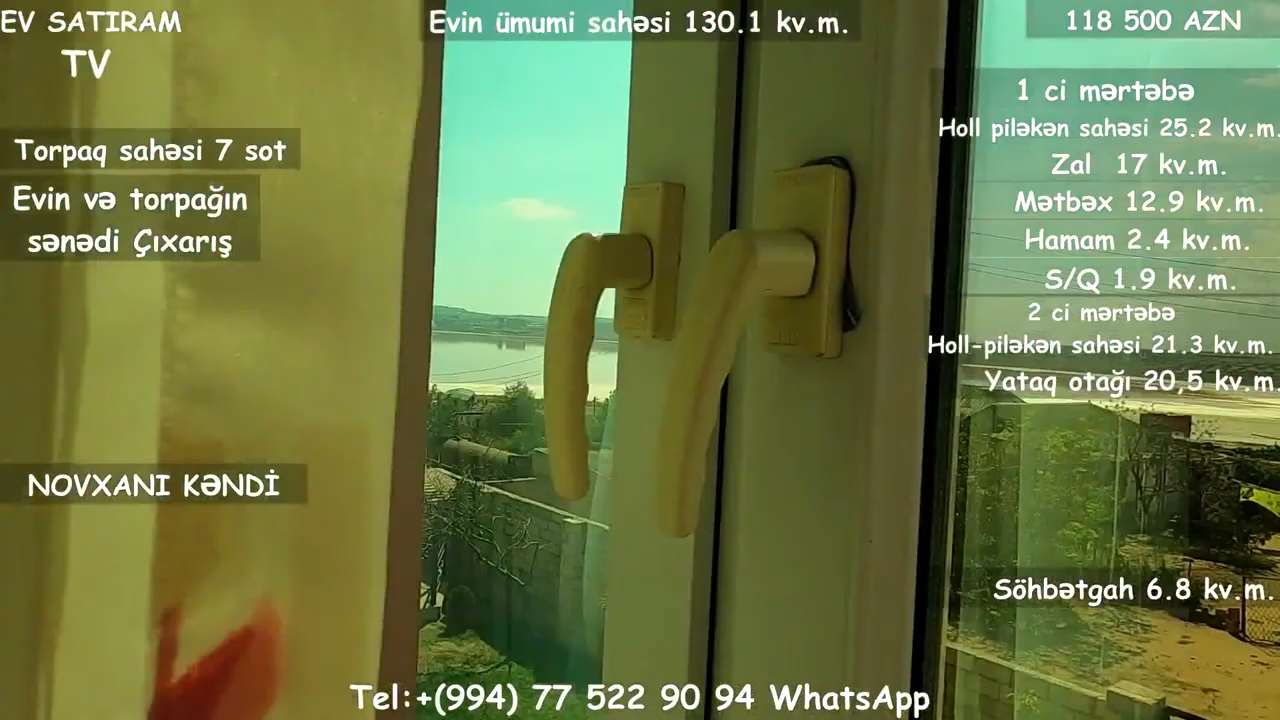 EV SATIRAM
TV
Evin ümumi sahəsi 130.1 kv.m.
118 500 AZN
Torpaq sahəsi 7 sot
Evin və torpağın
sənədi Çıxarış
NOVXANI KƏNDİ
1 ci mərtəbə
Holl piləkən sahəsi 25.2 kv.m.
Zal 17 kv.m.
Mətbəx 12.9 kv.m.
Hamam 2.4 kv.m.
S/Q 1.9 kv.m.
2 ci mərtəbə
Holl-piləkən sahəsi 21.3 kv.m.
Yataq otağı 20,5 kv.m.
Söhbətgah 6.8 kv.m.
Tel:+(994) 77 522 90 94 WhatsApp